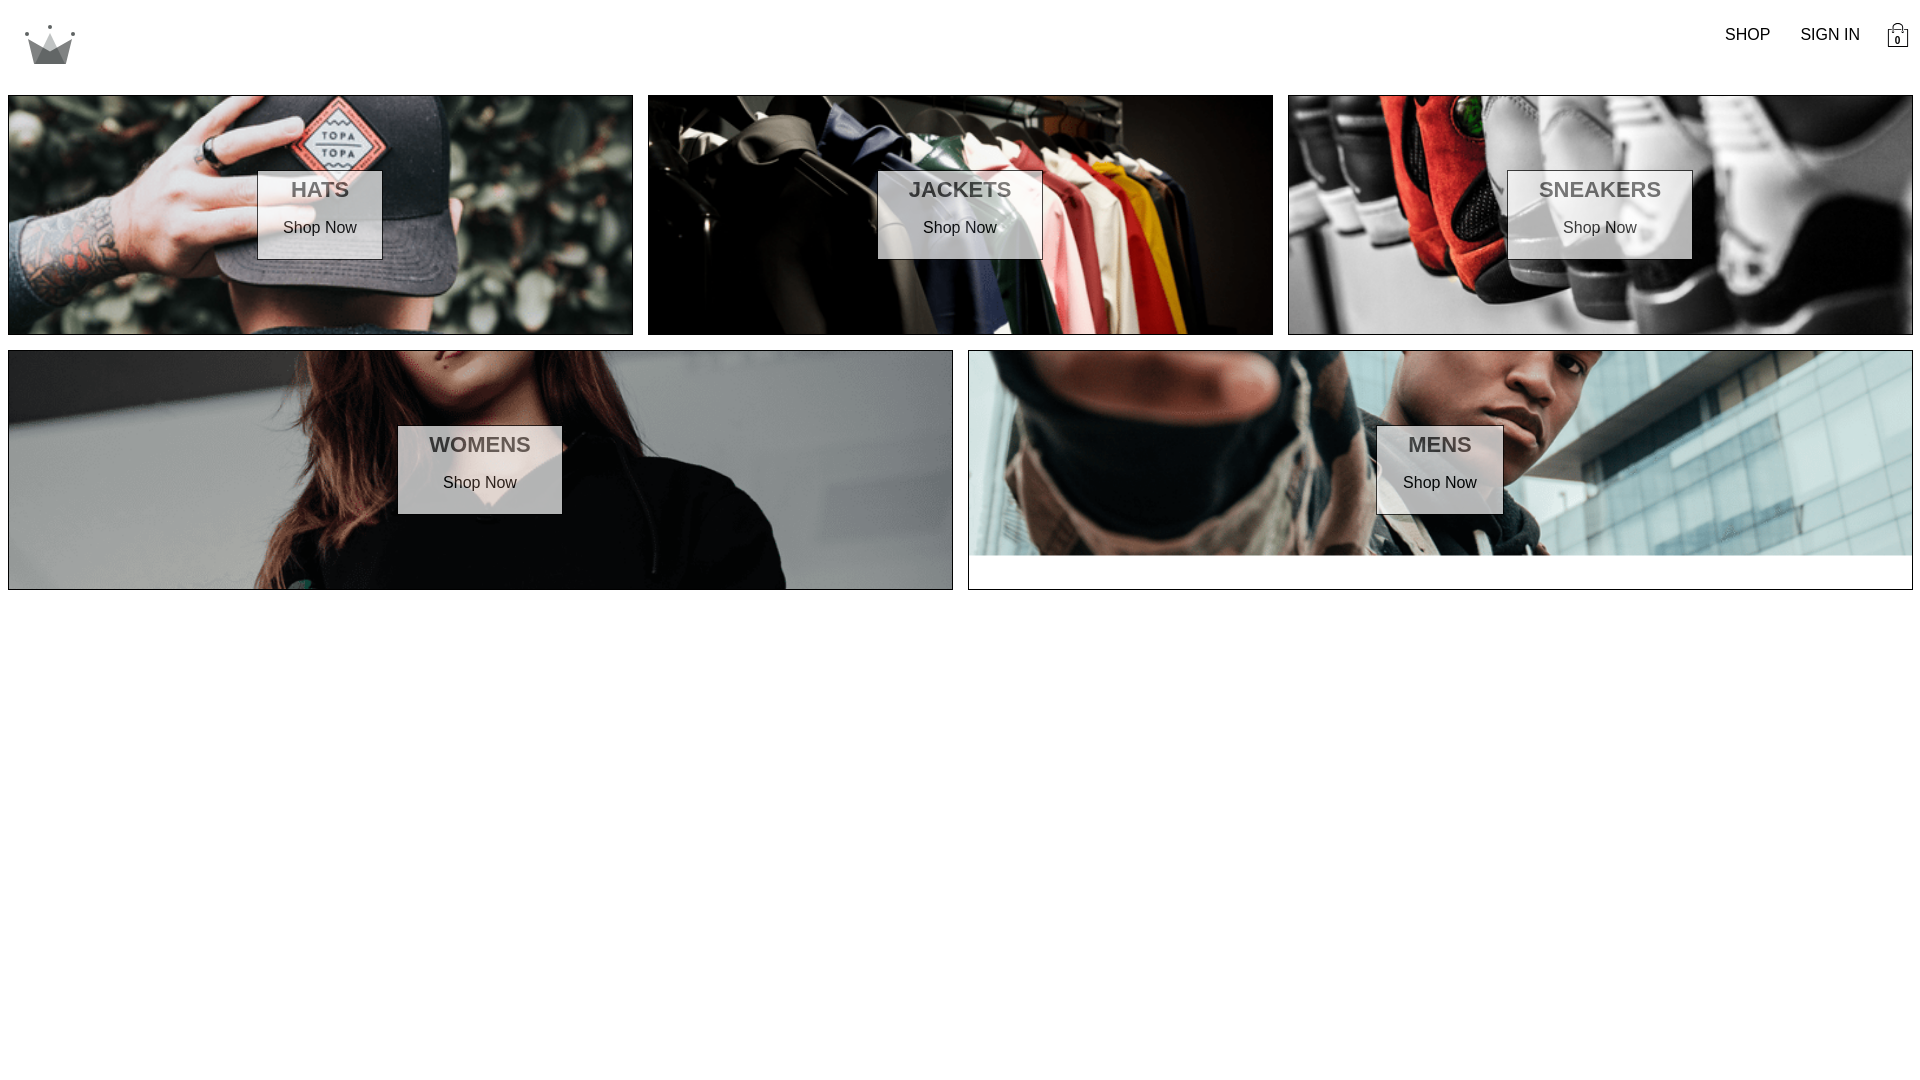 SHOP
SIGN IN
0
TOPA
TOPA
HATS
Shop Now
JACKETS
Shop Now
SNEAKERS
Shop Now
WOMENS
Shop Now
MENS
Shop Now